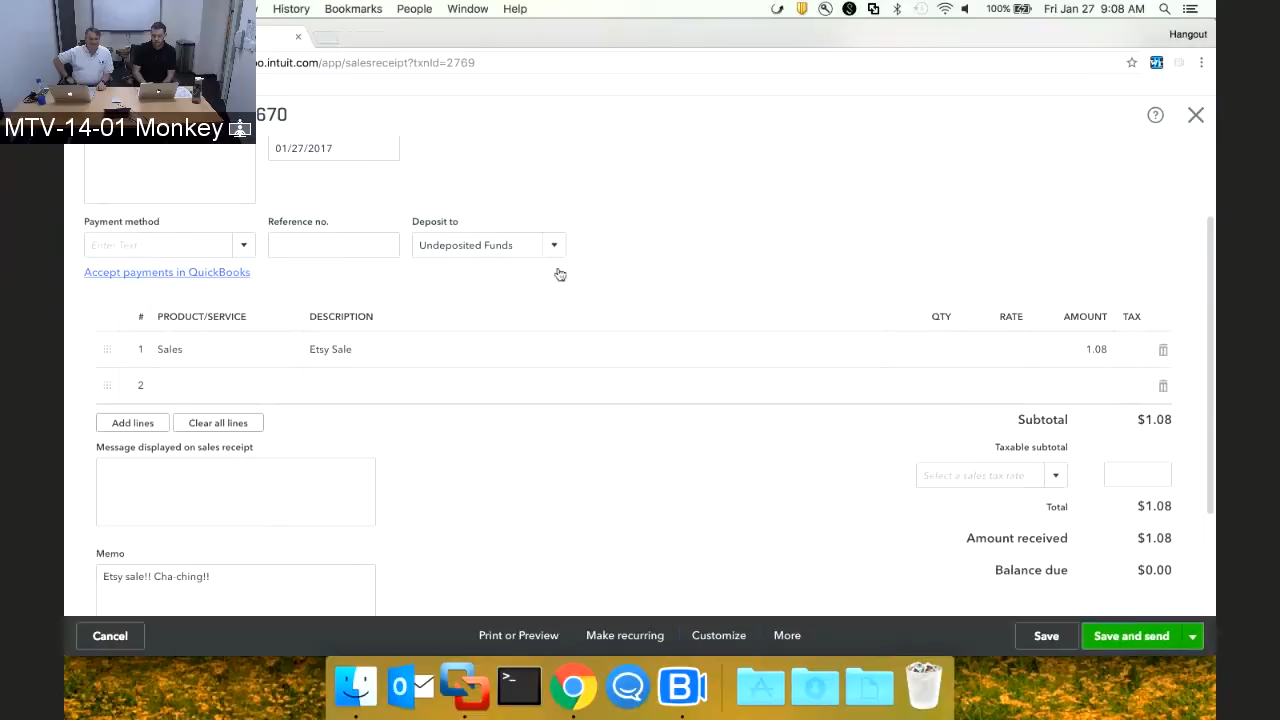 History Bookmarks People Window Help 100% Fri Jan 27 9:08 AM
Hangout
bo.intuit.com/app/salesreceipt?txnId=2769
MTV-14-01 Monkey
670
01/27/2017
Payment method Reference no. Deposit to
Enter Text Undeposited Funds
Accept payments in QuickBooks
# PRODUCT/SERVICE DESCRIPTION QTY RATE AMOUNT TAX
1 Sales Etsy Sale 1.08
2
Add lines Clear all lines Subtotal $1.08
Message displayed on sales receipt Taxable subtotal
Select a sales tax rate
Total $1.08
Amount received $1.08
Memo Balance due $0.00
Etsy sale!! Cha-ching!!
Cancel Print or Preview Make recurring Customize More Save Save and send